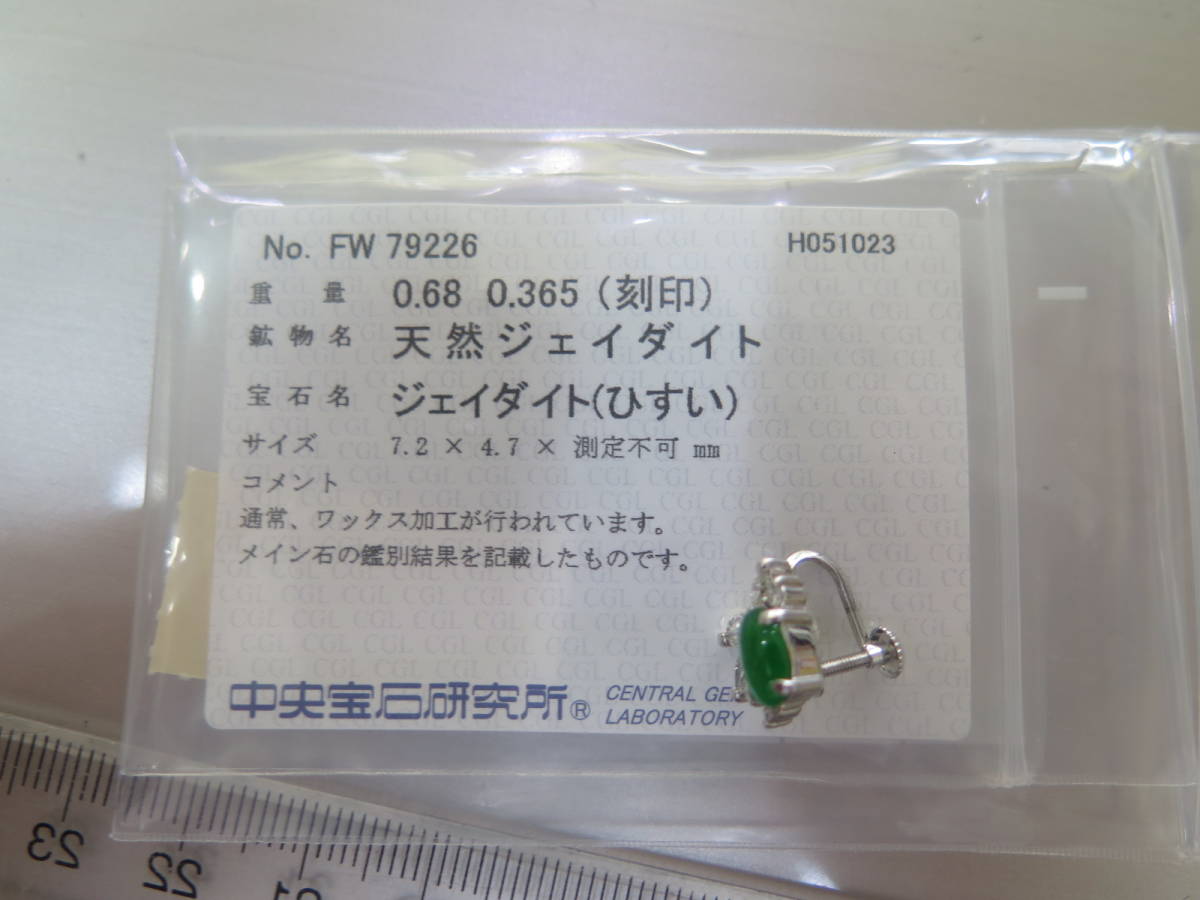 No. FW 79226 H051023
重量 0.68 0.365 (刻印)
鉱物名 天然ジェイダイト
宝石名 ジェイダイト(ひすい)
サイズ 7.2 × 4.7 × 測定不可 mm
コメント
通常、ワックス加工が行われています。
メイン石の鑑別結果を記載したものです。
中央宝石研究所® CENTRAL
LABORATORY
23 22 21